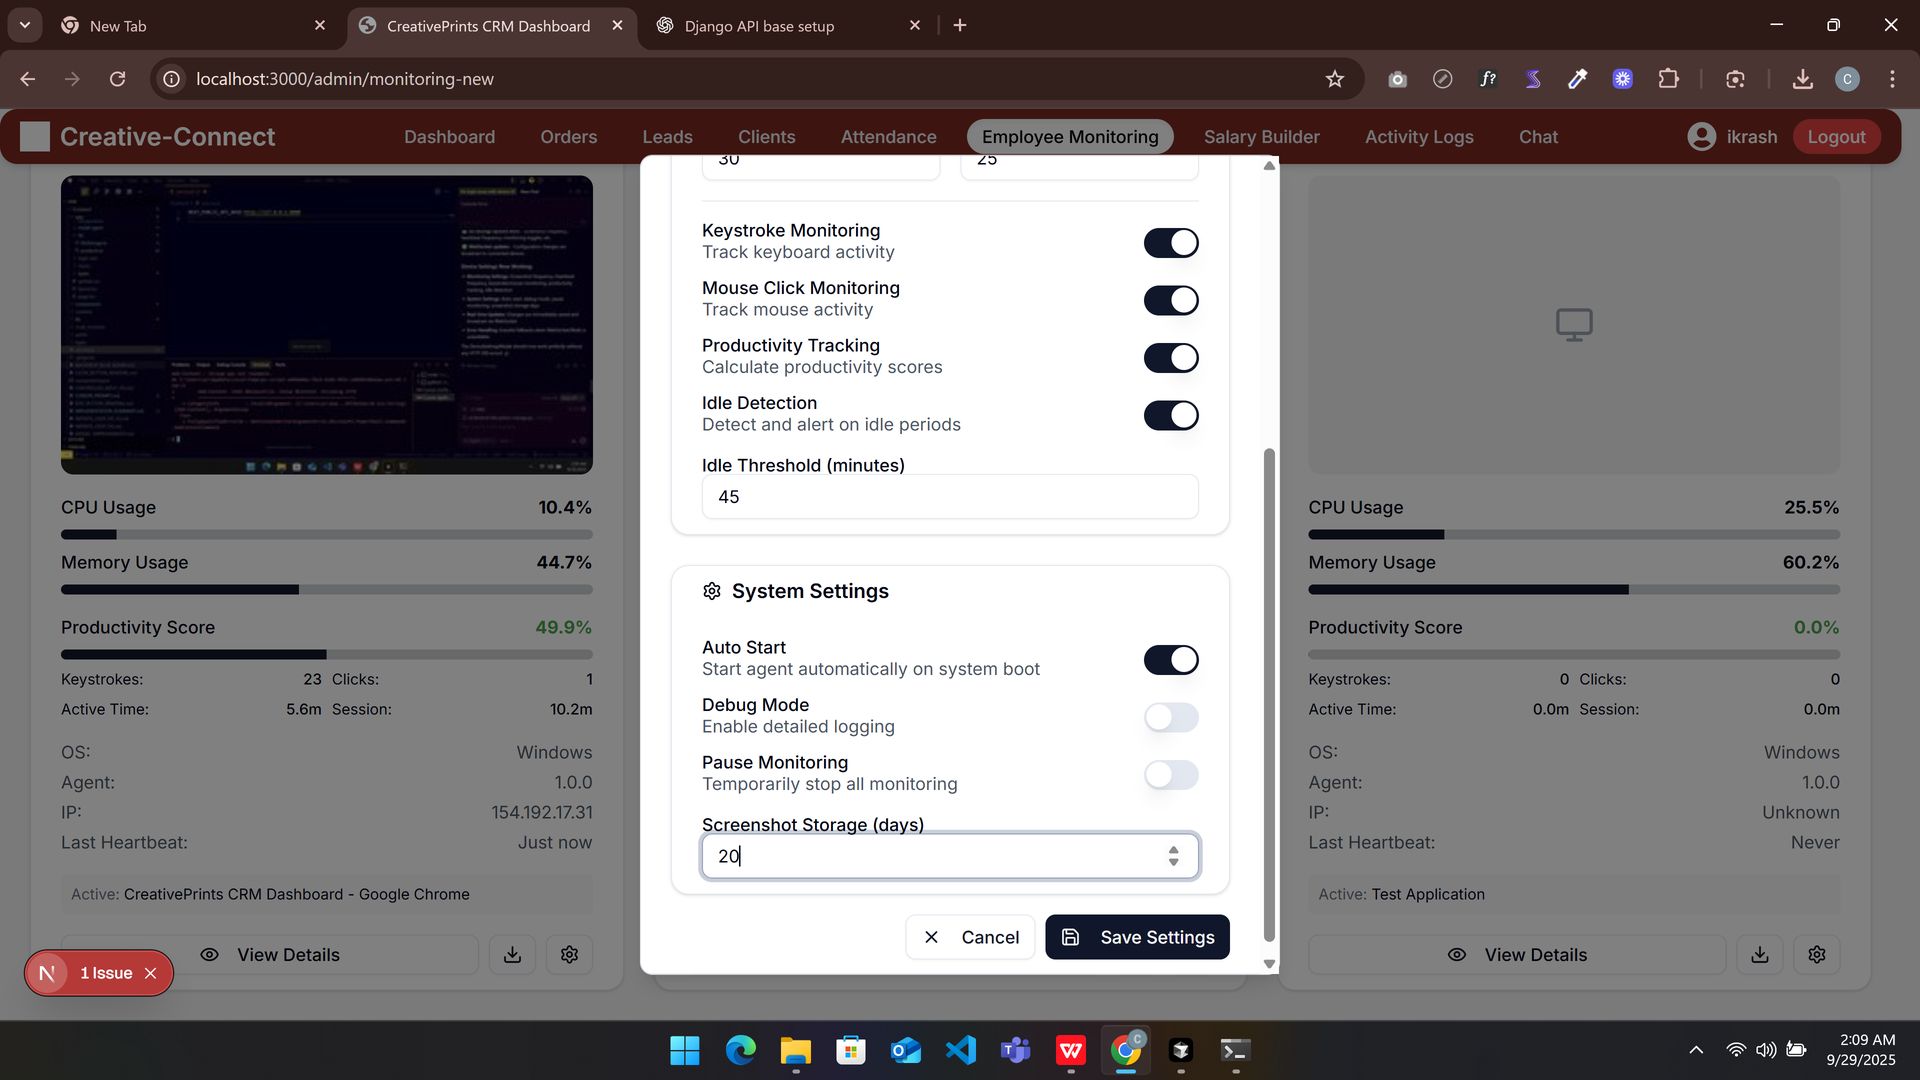 New Tab
CreativePrints CRM Dashboard
Django API base setup
localhost:3000/admin/monitoring-new
f?
C
Creative-Connect
Dashboard
Orders
Leads
Clients
Attendance
Employee Monitoring
Salary Builder
Activity Logs
Chat
ikrash
Logout
30
25
Keystroke Monitoring
Track keyboard activity
Mouse Click Monitoring
Track mouse activity
Productivity Tracking
Calculate productivity scores
Idle Detection
Detect and alert on idle periods
Idle Threshold (minutes)
45
System Settings
Auto Start
Start agent automatically on system boot
Debug Mode
Enable detailed logging
Pause Monitoring
Temporarily stop all monitoring
Screenshot Storage (days)
20
Cancel
Save Settings
CPU Usage 10.4%
Memory Usage 44.7%
Productivity Score 49.9%
Keystrokes: 23 Clicks: 1
Active Time: 5.6m Session: 10.2m
OS: Windows
Agent: 1.0.0
IP: 154.192.17.31
Last Heartbeat: Just now
Active: CreativePrints CRM Dashboard - Google Chrome
View Details
N 1 Issue
CPU Usage 25.5%
Memory Usage 60.2%
Productivity Score 0.0%
Keystrokes: 0 Clicks: 0
Active Time: 0.0m Session: 0.0m
OS: Windows
Agent: 1.0.0
IP: Unknown
Last Heartbeat: Never
Active: Test Application
View Details
2:09 AM
9/29/2025